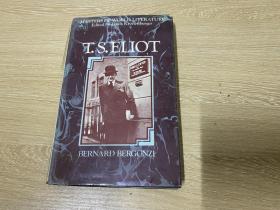 MASTERS OF WORLD LITERATURE
T.S. ELIOT
BERNARD BERGONZI